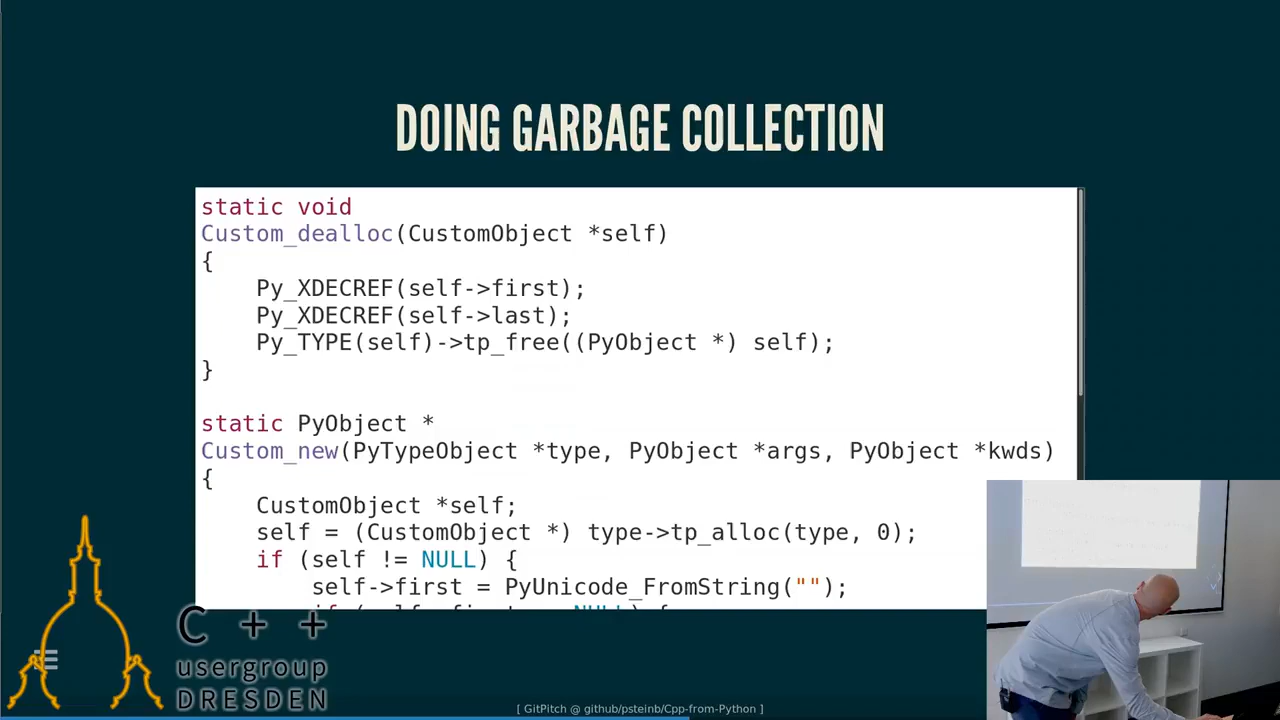 DOING GARBAGE COLLECTION
static void
Custom_dealloc(CustomObject *self)
{
    Py_XDECREF(self->first);
    Py_XDECREF(self->last);
    Py_TYPE(self)->tp_free((PyObject *) self);
}
static PyObject *
Custom_new(PyTypeObject *type, PyObject *args, PyObject *kwds)
{
    CustomObject *self;
    self = (CustomObject *) type->tp_alloc(type, 0);
    if (self != NULL) {
        self->first = PyUnicode_FromString("");
C + +
usergroup
DRESDEN
[ GitPitch @ github/psteinb/Cpp-from-Python ]